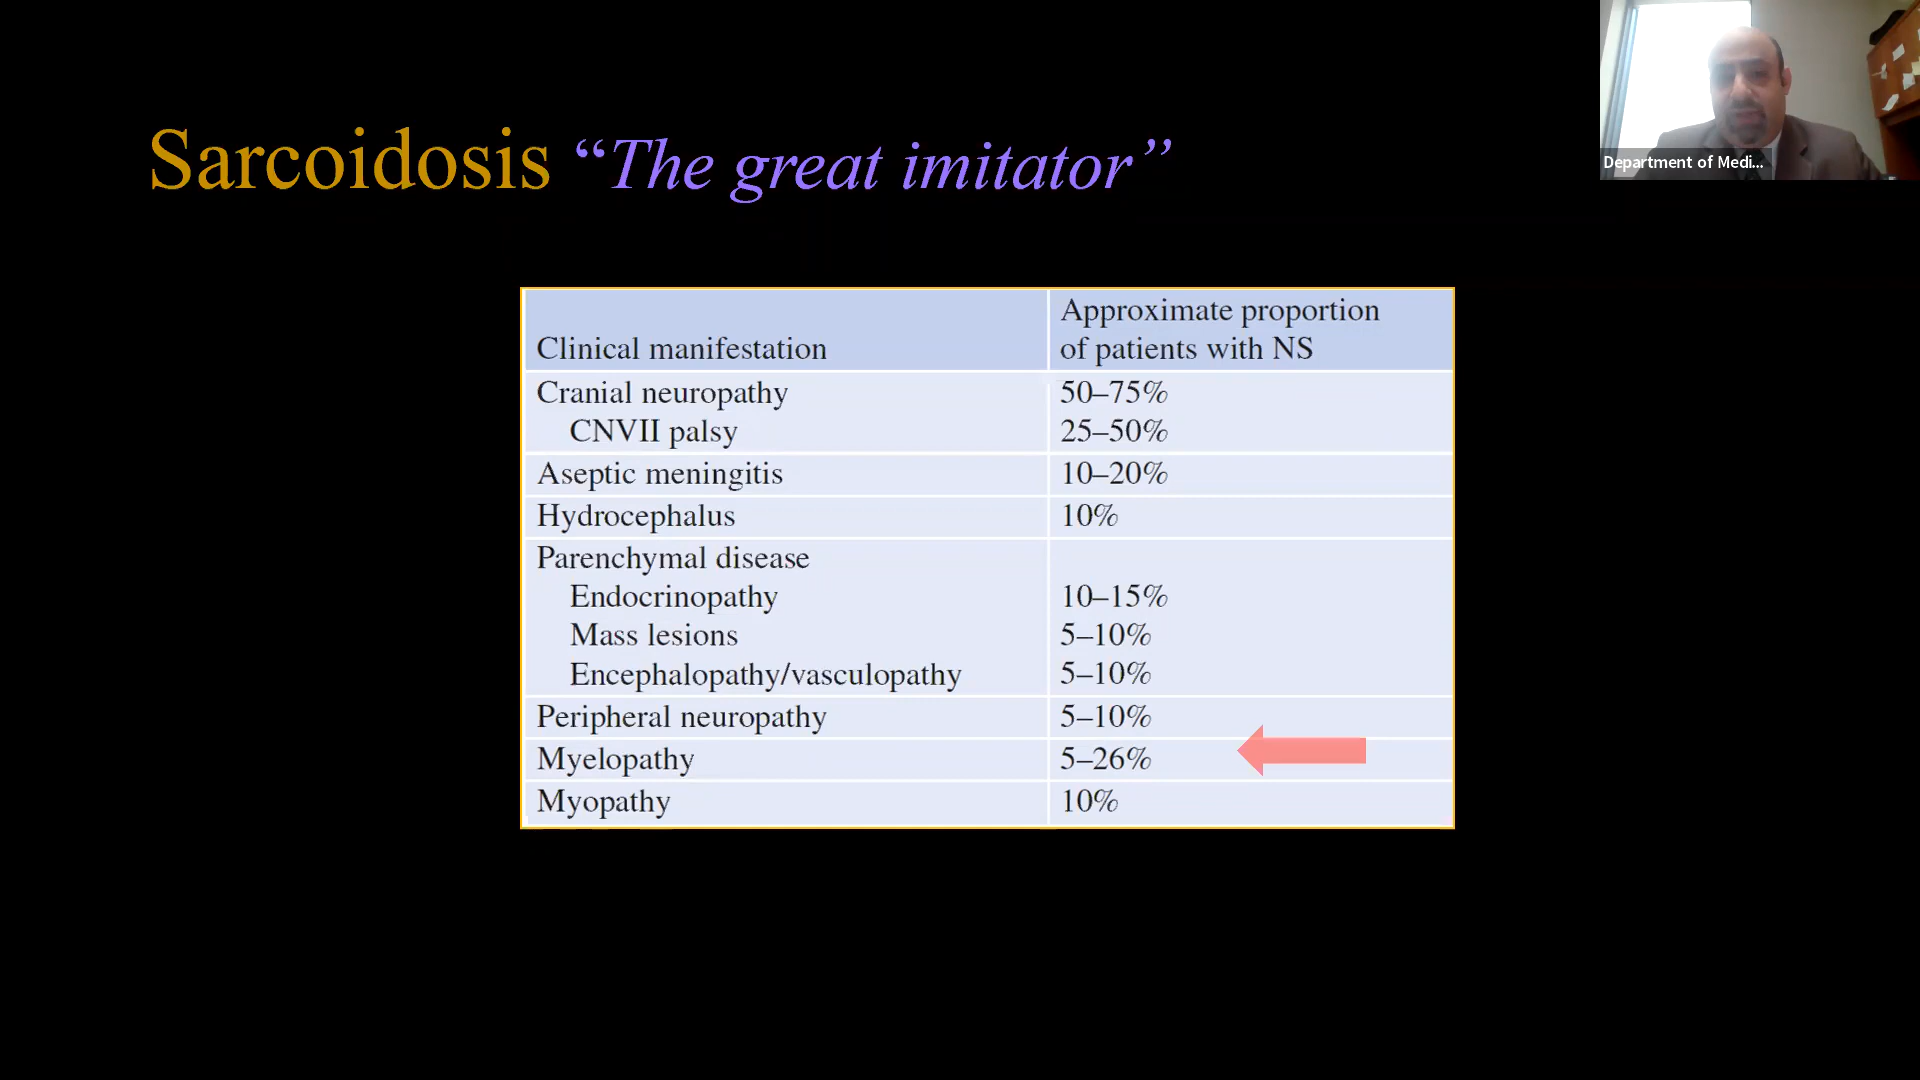 Sarcoidosis “The great imitator”
Department of Medi...
Clinical manifestation
Approximate proportion
of patients with NS
Cranial neuropathy 50–75%
CNVII palsy 25–50%
Aseptic meningitis 10–20%
Hydrocephalus 10%
Parenchymal disease
Endocrinopathy 10–15%
Mass lesions 5–10%
Encephalopathy/vasculopathy 5–10%
Peripheral neuropathy 5–10%
Myelopathy 5–26%
Myopathy 10%